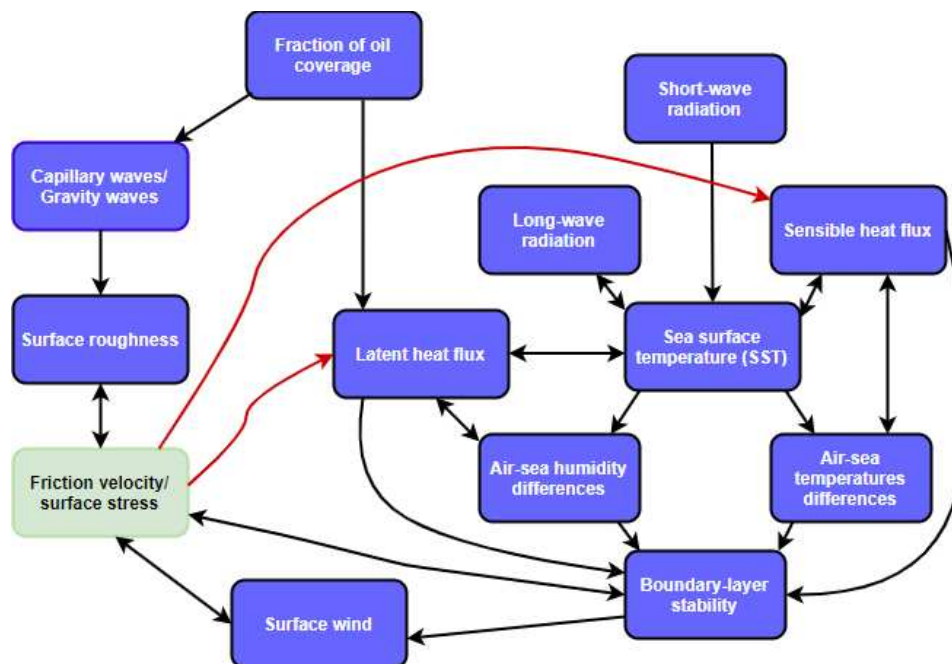 Fraction of oil
coverage
Short-wave
radiation
Capillary waves/
Gravity waves
Long-wave
radiation
Sensible heat flux
Surface roughness
Latent heat flux
Sea surface
temperature (SST)
Friction velocity/
surface stress
Air-sea humidity
differences
Air-sea
temperatures
differences
Surface wind
Boundary-layer
stability